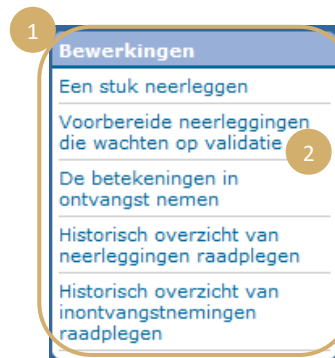 1
Bewerkingen
Een stuk neerleggen
Voorbereide neerleggingen
die wachten op validatie
2
De betekeningen in
ontvangst nemen
Historisch overzicht van
neerleggingen raadplegen
Historisch overzicht van
inontvangstnemingen
raadplegen